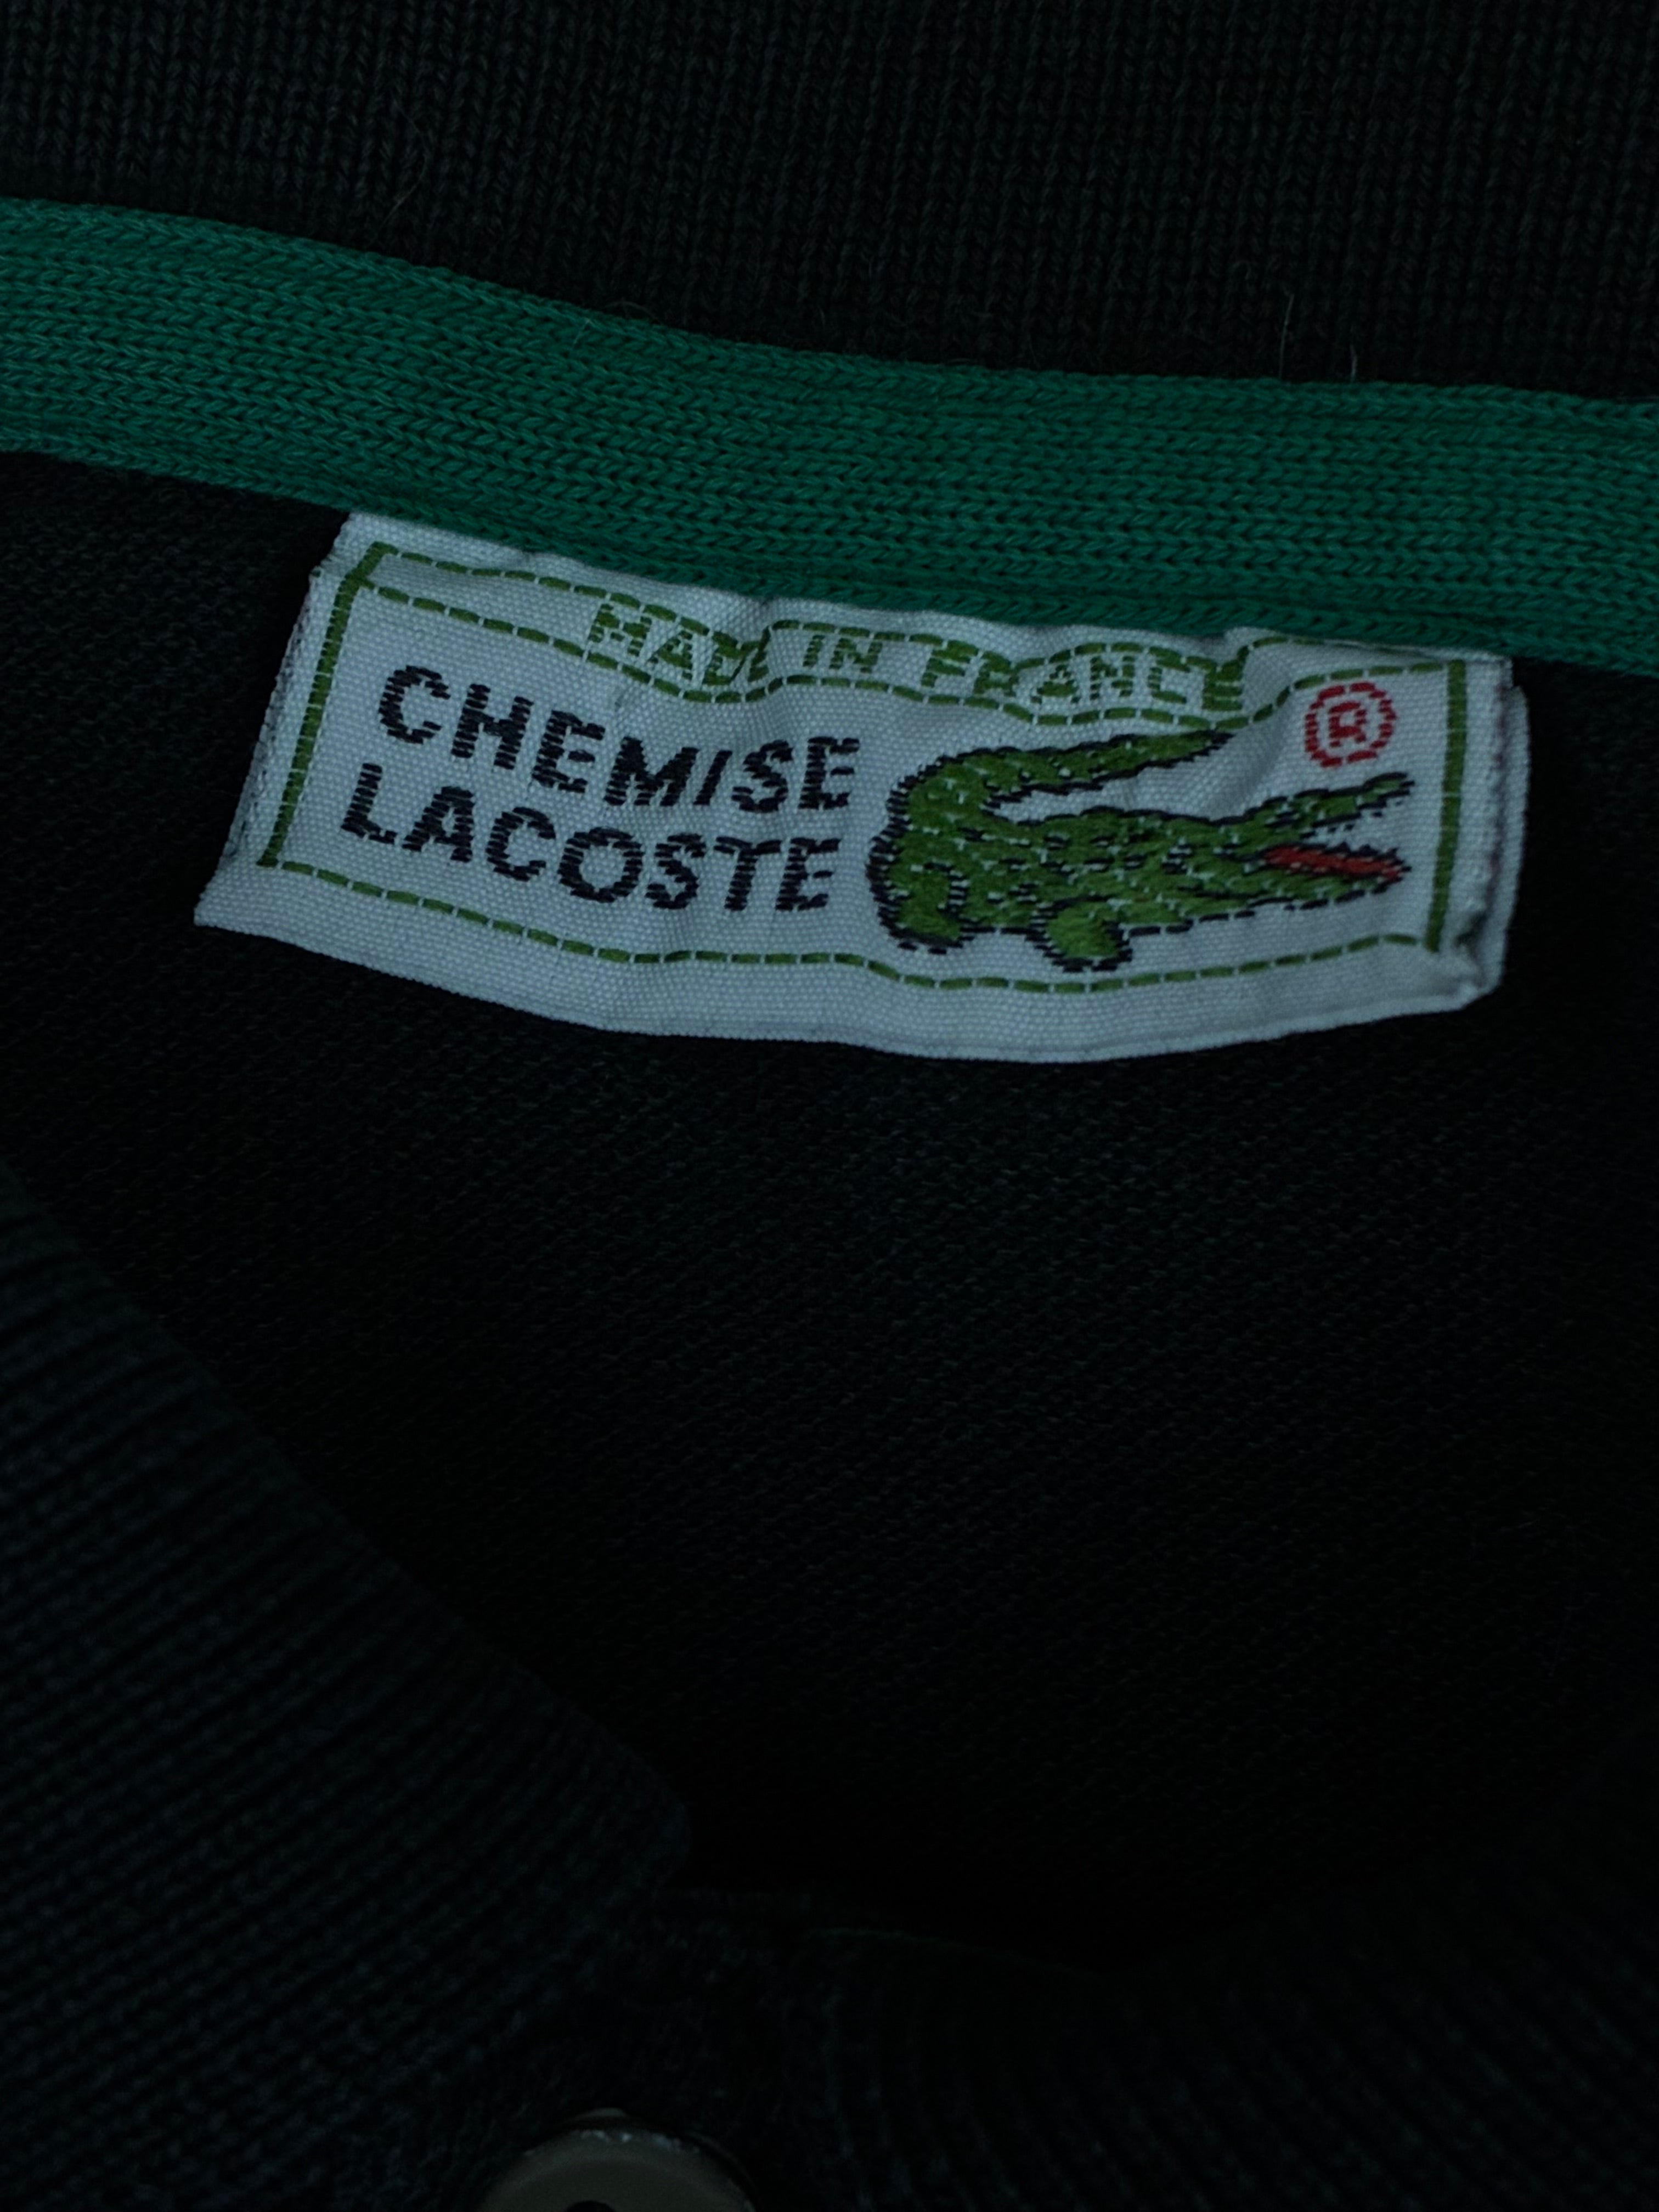 MADE IN FRANCE
CHEMISE
LACOSTE
®